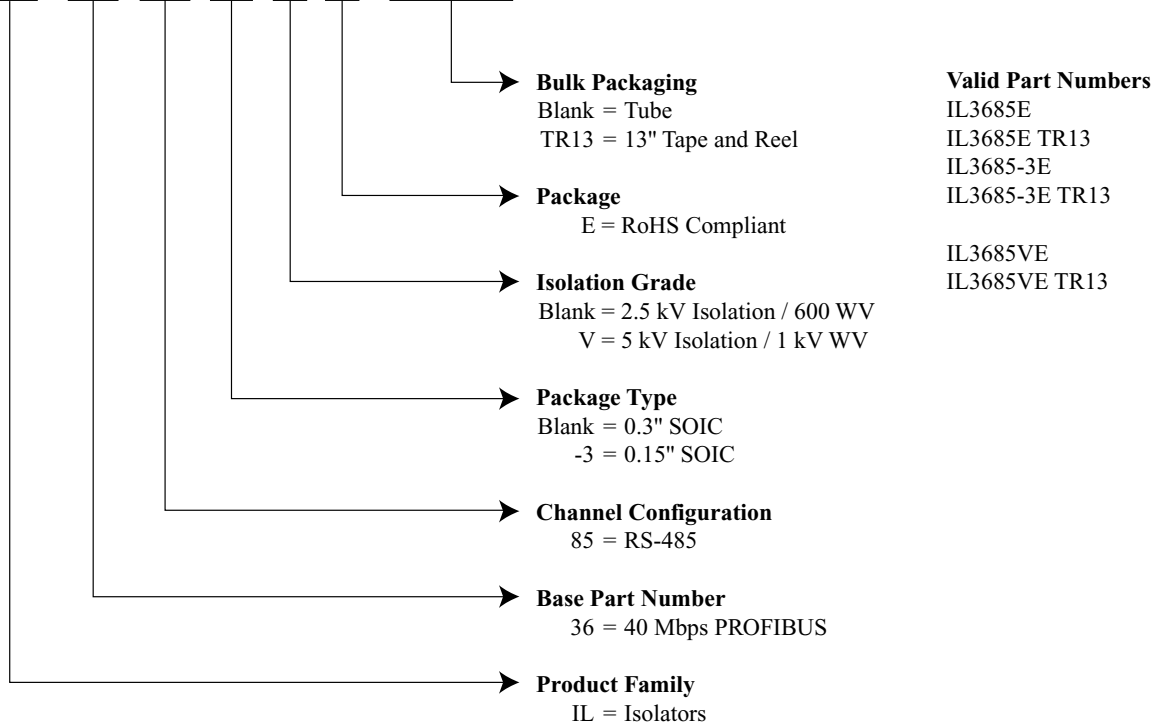 Bulk Packaging
Blank = Tube
TR13 = 13" Tape and Reel
Package
E = RoHS Compliant
Isolation Grade
Blank = 2.5 kV Isolation / 600 WV
V = 5 kV Isolation / 1 kV WV
Package Type
Blank = 0.3" SOIC
-3 = 0.15" SOIC
Channel Configuration
85 = RS-485
Base Part Number
36 = 40 Mbps PROFIBUS
Product Family
IL = Isolators
Valid Part Numbers
IL3685E
IL3685E TR13
IL3685-3E
IL3685-3E TR13
IL3685VE
IL3685VE TR13